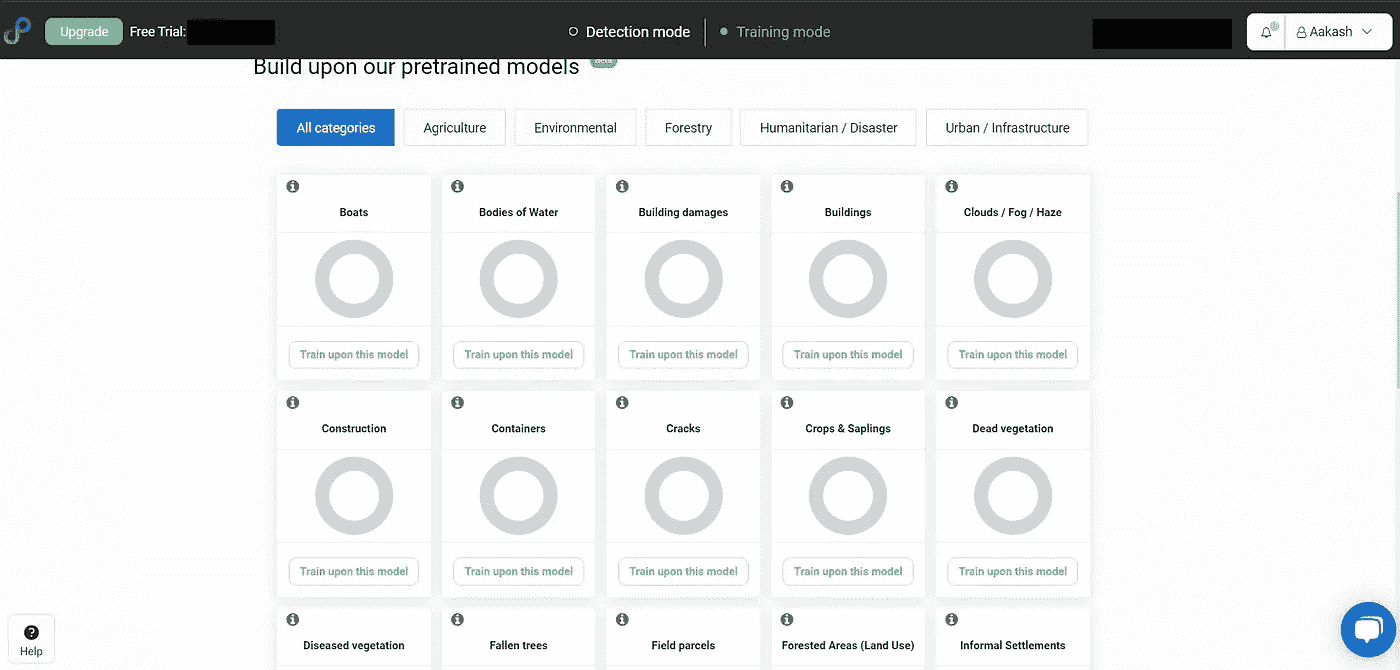 Upgrade Free Trial: Detection mode Training mode Aakash
Build upon our pretrained models
All categories Agriculture Environmental Forestry Humanitarian / Disaster Urban / Infrastructure
Boats Bodies of Water Building damages Buildings Clouds / Fog / Haze
Train upon this model Train upon this model Train upon this model Train upon this model Train upon this model
Construction Containers Cracks Crops & Saplings Dead vegetation
Train upon this model Train upon this model Train upon this model Train upon this model Train upon this model
Diseased vegetation Fallen trees Field parcels Forested Areas (Land Use) Informal Settlements
Help